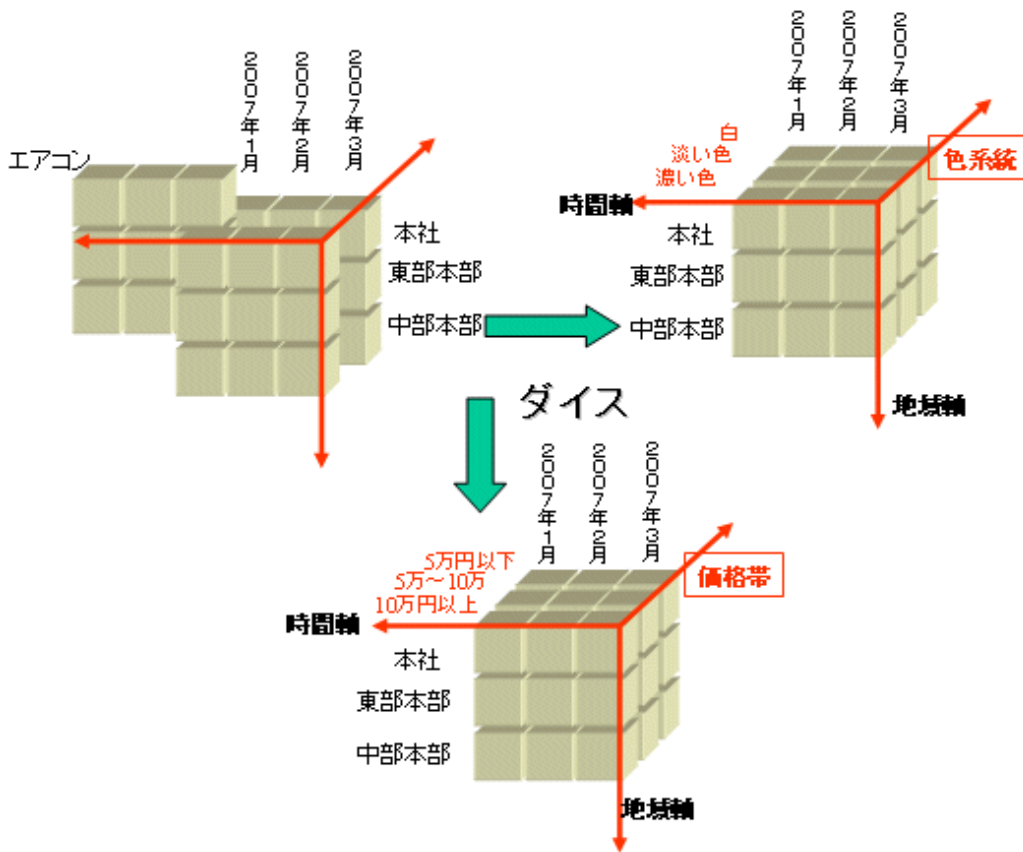 2007年1月
2007年2月
2007年3月
エアコン
本社
東部本部
中部本部
2007年1月
2007年2月
2007年3月
白
淡い色
濃い色
色系統
時間軸
本社
東部本部
中部本部
地域軸
ダイス
2007年1月
2007年2月
2007年3月
5万円以下
5万～10万
10万円以上
価格帯
時間軸
本社
東部本部
中部本部
地域軸